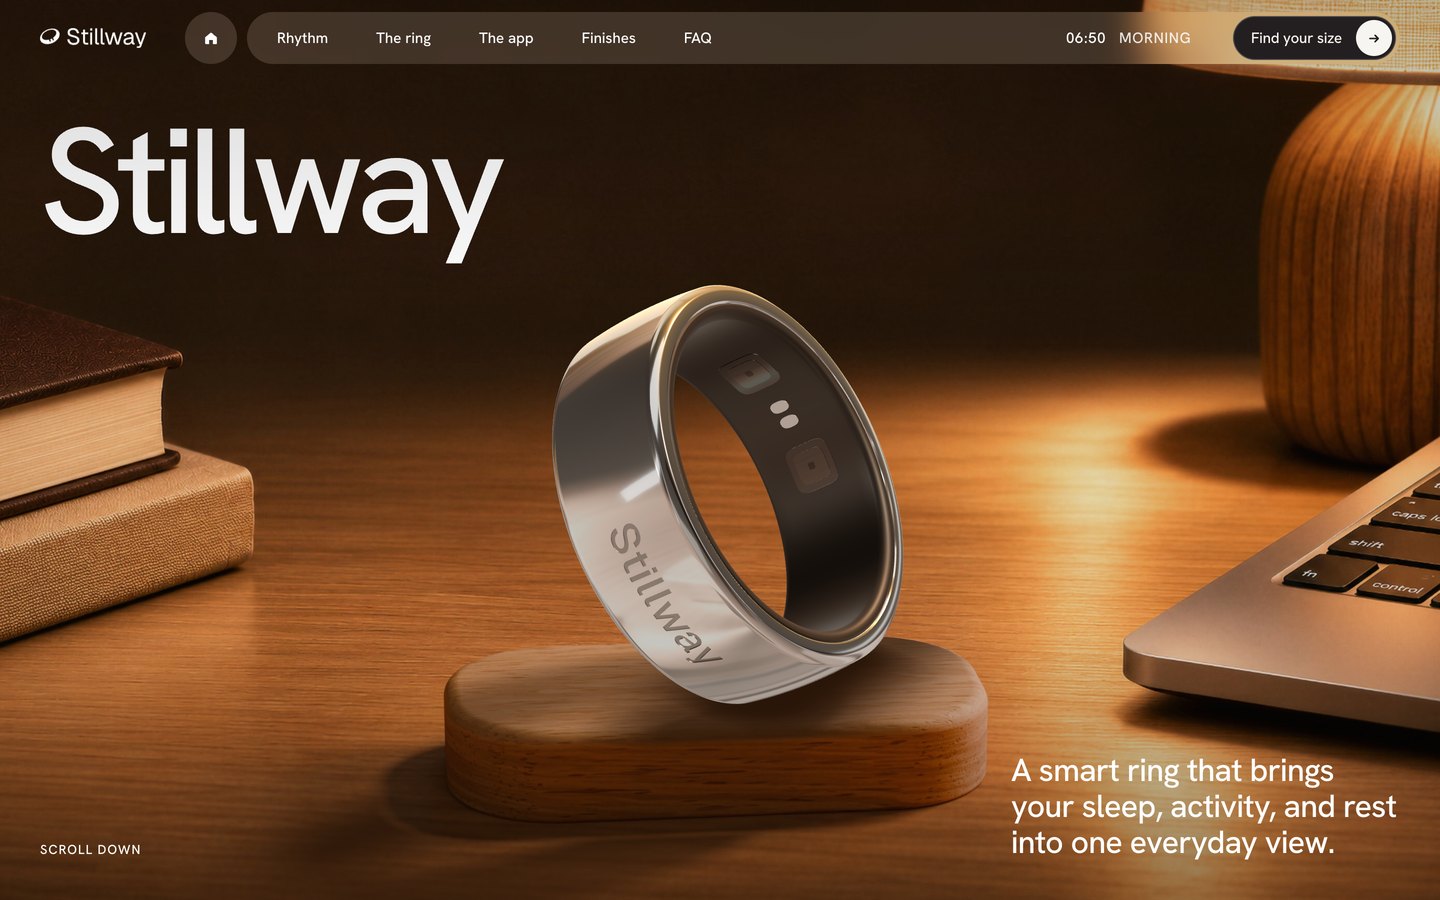 Stillway
Rhythm
The ring
The app
Finishes
FAQ
06:50 MORNING
Find your size
Stillway
Stillway
caps lo
shift
fn
control
A smart ring that brings
your sleep, activity, and rest
into one everyday view.
SCROLL DOWN